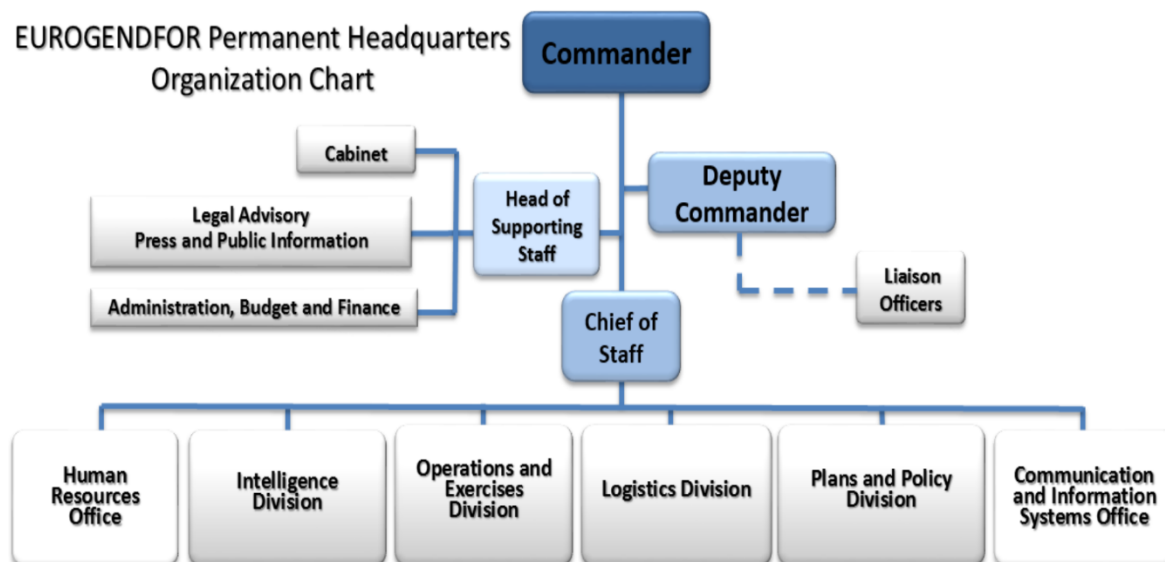 EUROGENDFOR Permanent Headquarters
Organization Chart
Commander
Cabinet
Deputy
Commander
Head of
Supporting
Staff
Legal Advisory
Press and Public Information
Liaison
Officers
Administration, Budget and Finance
Chief of
Staff
Human
Resources
Office
Intelligence
Division
Operations and
Exercises
Division
Logistics Division
Plans and Policy
Division
Communication
and Information
Systems Office